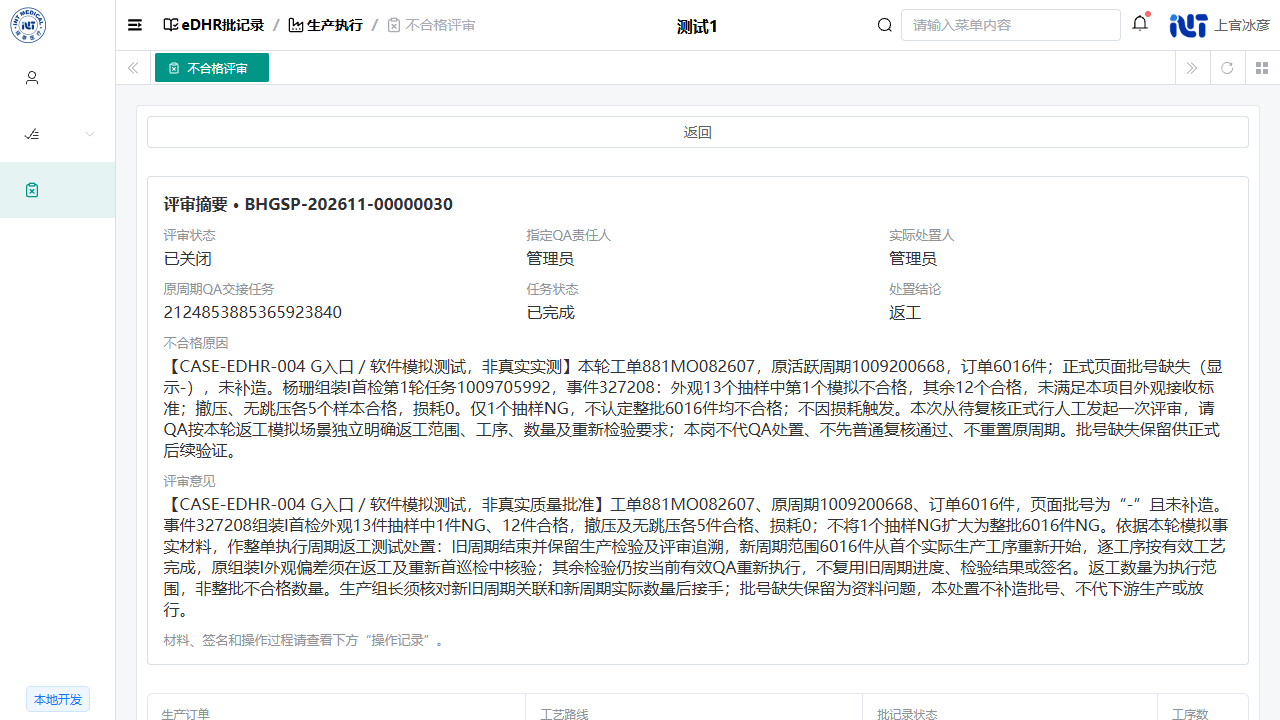 eDHR批记录 / 生产执行 / 不合格评审
测试1
请输入菜单内容
上官冰彦
不合格评审
返回
评审摘要 • BHGSP-202611-00000030
评审状态 指定QA责任人 实际处置人
已关闭 管理员 管理员
原周期QA交接任务 任务状态 处置结论
2124853885365923840 已完成 返工
不合格原因
【CASE-EDHR-004 G入口 / 软件模拟测试，非真实实测】本轮工单881MO082607，原活跃周期1009200668，订单6016件；正式页面批号缺失（显
示-），未补造。杨珊组装Ⅰ首检第1轮任务1009705992，事件327208：外观13个抽样中第1个模拟不合格，其余12个合格，未满足本项目外观接收标
准；撤压、无跳压各5个样本合格，损耗0。仅1个抽样NG，不认定整批6016件均不合格；不因损耗触发。本次从待复核正式行人工发起一次评审，请
QA按本轮返工模拟场景独立明确返工范围、工序、数量及重新检验要求；本岗不代QA处置、不先普通复核通过、不重置原周期。批号缺失保留供正式
后续验证。
评审意见
【CASE-EDHR-004 G入口 / 软件模拟测试，非真实质量批准】工单881MO082607、原周期1009200668、订单6016件，页面批号为“-”且未补造。
事件327208组装Ⅰ首检外观13件抽样中1件NG、12件合格，撤压及无跳压各5件合格、损耗0；不将1个抽样NG扩大为整批6016件NG。依据本轮模拟事
实材料，作整单执行周期返工测试处置：旧周期结束并保留生产检验及评审追溯，新周期范围6016件从首个实际生产工序重新开始，逐工序按有效工艺
完成，原组装Ⅰ外观偏差须在返工及重新首巡检中核验；其余检验仍按当前有效QA重新执行，不复用旧周期进度、检验结果或签名。返工数量为执行范
围，非整批不合格数量。生产组长须核对新旧周期关联和新周期实际数量后接手；批号缺失保留为资料问题，本处置不补造批号、不代下游生产或放
行。
材料、签名和操作过程请查看下方“操作记录”。
生产订单 工艺路线 批记录状态 工序数
本地开发